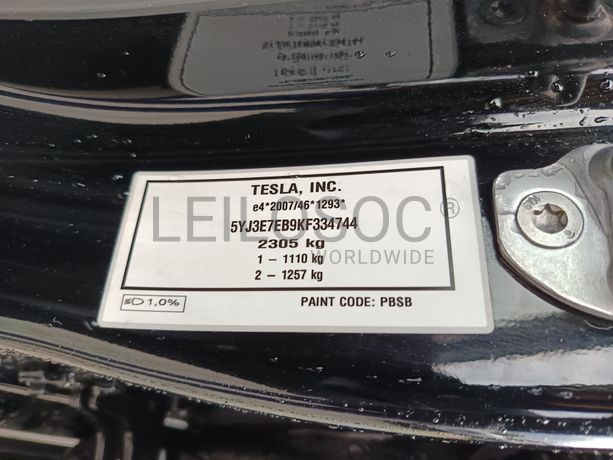 TESLA, INC.
e4*2007/46*1293*
5YJ3E7EB9KF334744
LEILOSOC®
2305 kg
WORLDWIDE
1 – 1110 kg
2 – 1257 kg
1,0%
PAINT CODE: PBSB